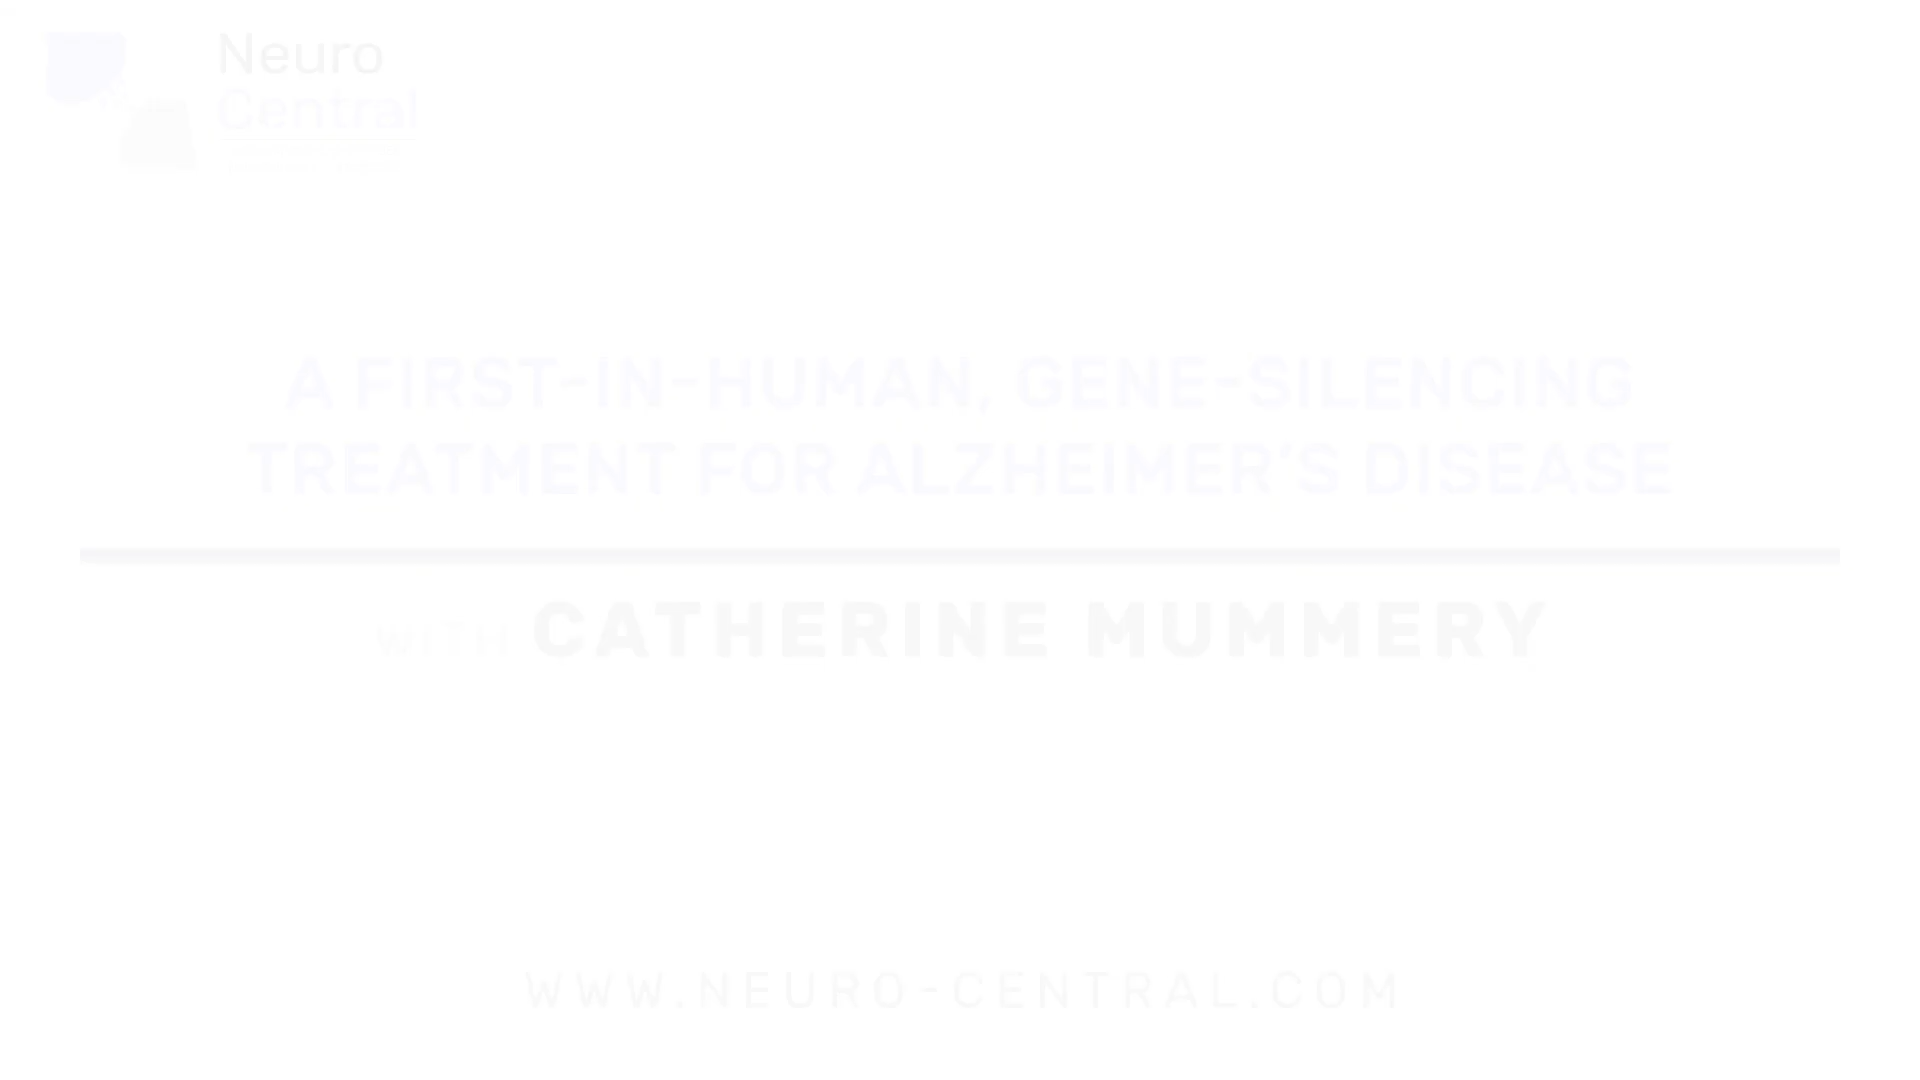 Neuro
Central
A FIRST-IN-HUMAN, GENE-SILENCING
TREATMENT FOR ALZHEIMER'S DISEASE
WITH CATHERINE MUMMERY
WWW.NEURO-CENTRAL.COM